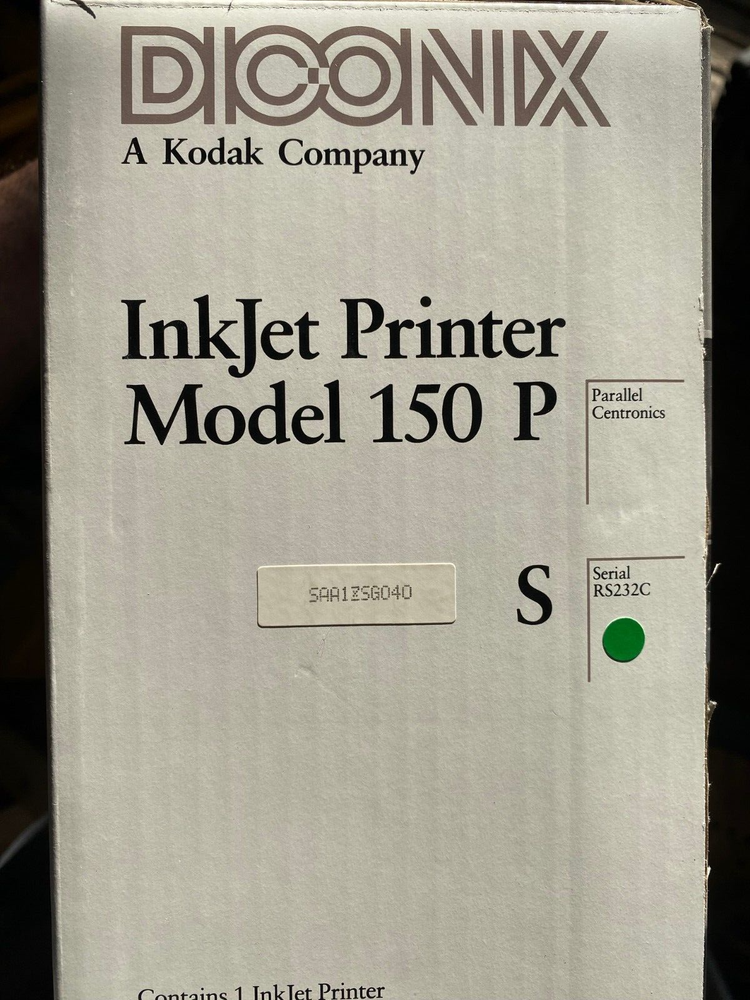 DICONIX
A Kodak Company
InkJet Printer
Model 150 P
Parallel
Centronics
SAA1ZSG040
S
Serial
RS232C
Contains 1 InkJet Printer